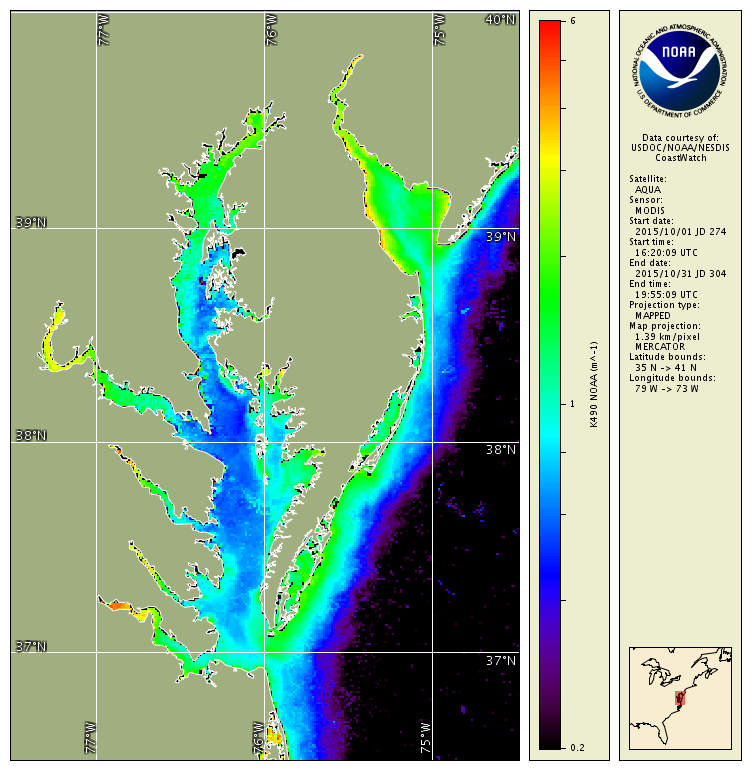 77°W
76°W
75°W
40°N
39°N
39°N
38°N
38°N
37°N
37°N
77°W
76°W
75°W
6
1
0.2
K490 NOAA (m^-1)
NATIONAL OCEANIC AND ATMOSPHERIC ADMINISTRATION
NOAA
U.S. DEPARTMENT OF COMMERCE
Data courtesy of:
USDOC/NOAA/NESDIS
CoastWatch
Satellite:
AQUA
Sensor:
MODIS
Start date:
2015/10/01 JD 274
Start time:
16:20:09 UTC
End date:
2015/10/31 JD 304
End time:
19:55:09 UTC
Projection type:
MAPPED
Map projection:
1.39 km/pixel
MERCATOR
Latitude bounds:
35 N -> 41 N
Longitude bounds:
79 W -> 73 W